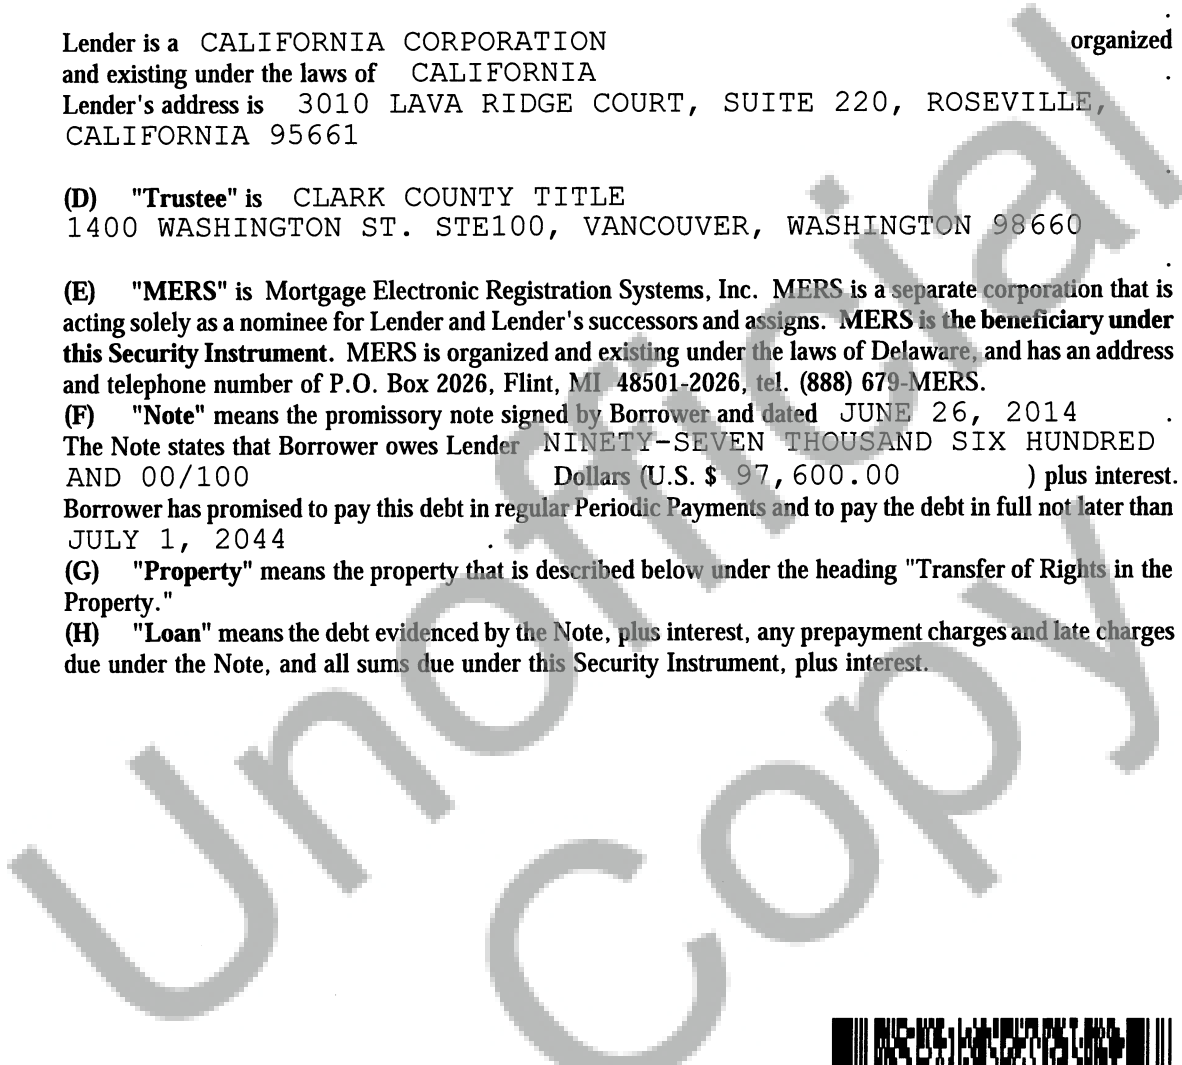 Lender is a CALIFORNIA CORPORATION organized
and existing under the laws of CALIFORNIA .
Lender's address is 3010 LAVA RIDGE COURT, SUITE 220, ROSEVILLE,
CALIFORNIA 95661
.
(D) "Trustee" is CLARK COUNTY TITLE
1400 WASHINGTON ST. STE100, VANCOUVER, WASHINGTON 98660
.
(E) "MERS" is Mortgage Electronic Registration Systems, Inc. MERS is a separate corporation that is
acting solely as a nominee for Lender and Lender's successors and assigns. MERS is the beneficiary under
this Security Instrument. MERS is organized and existing under the laws of Delaware, and has an address
and telephone number of P.O. Box 2026, Flint, MI 48501-2026, tel. (888) 679-MERS.
(F) "Note" means the promissory note signed by Borrower and dated JUNE 26, 2014 .
The Note states that Borrower owes Lender NINETY-SEVEN THOUSAND SIX HUNDRED
AND 00/100 Dollars (U.S. $ 97,600.00 ) plus interest.
Borrower has promised to pay this debt in regular Periodic Payments and to pay the debt in full not later than
JULY 1, 2044 .
(G) "Property" means the property that is described below under the heading "Transfer of Rights in the
Property."
(H) "Loan" means the debt evidenced by the Note, plus interest, any prepayment charges and late charges
due under the Note, and all sums due under this Security Instrument, plus interest.
Unofficial
Copy